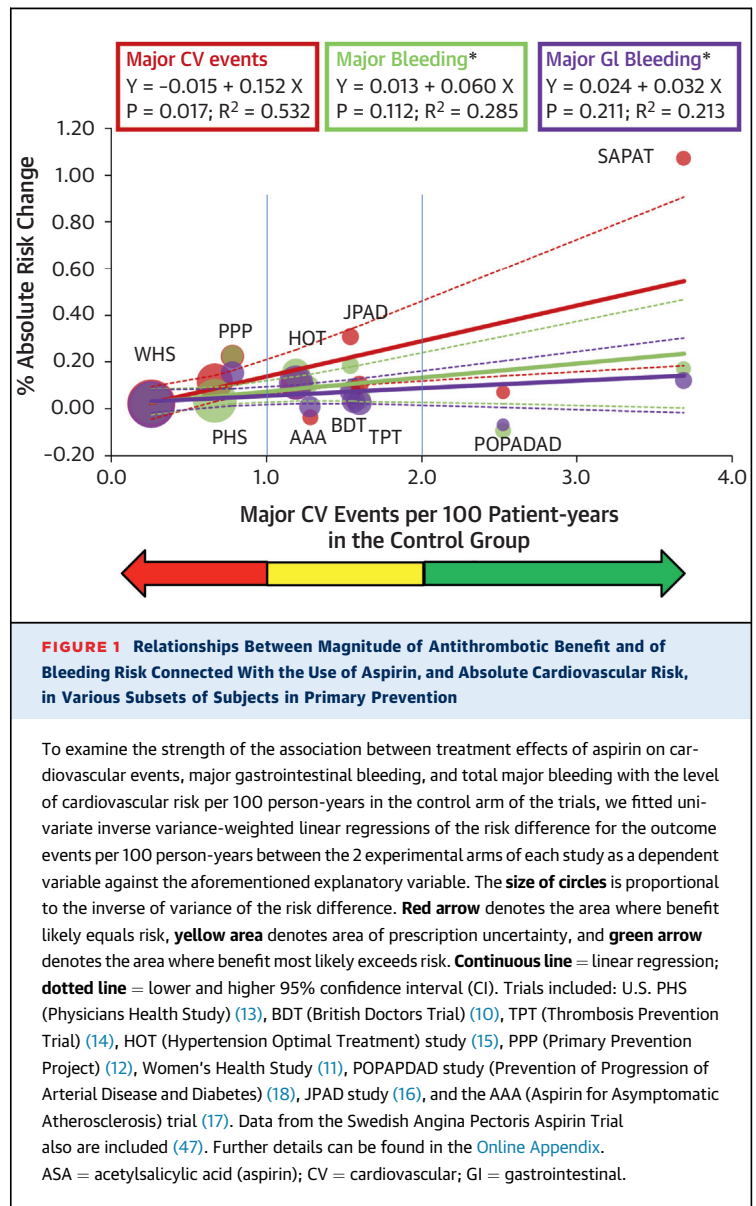 Major CV events
Y = -0.015 + 0.152 X
P = 0.017; R² = 0.532
Major Bleeding*
Y = 0.013 + 0.060 X
P = 0.112; R² = 0.285
Major GI Bleeding*
Y = 0.024 + 0.032 X
P = 0.211; R² = 0.213
% Absolute Risk Change
1.20
1.00
0.80
0.60
0.40
0.20
0.00
-0.20
SAPAT
JPAD
PPP
HOT
WHS
PHS
AAA
BDT
TPT
POPADAD
0.0
1.0
2.0
3.0
4.0
Major CV Events per 100 Patient-years
in the Control Group
FIGURE 1 Relationships Between Magnitude of Antithrombotic Benefit and of
Bleeding Risk Connected With the Use of Aspirin, and Absolute Cardiovascular Risk,
in Various Subsets of Subjects in Primary Prevention
To examine the strength of the association between treatment effects of aspirin on car-
diovascular events, major gastrointestinal bleeding, and total major bleeding with the level
of cardiovascular risk per 100 person-years in the control arm of the trials, we fitted uni-
variate inverse variance-weighted linear regressions of the risk difference for the outcome
events per 100 person-years between the 2 experimental arms of each study as a dependent
variable against the aforementioned explanatory variable. The size of circles is proportional
to the inverse of variance of the risk difference. Red arrow denotes the area where benefit
likely equals risk, yellow area denotes area of prescription uncertainty, and green arrow
denotes the area where benefit most likely exceeds risk. Continuous line = linear regression;
dotted line = lower and higher 95% confidence interval (CI). Trials included: U.S. PHS
(Physicians Health Study) (13), BDT (British Doctors Trial) (10), TPT (Thrombosis Prevention
Trial) (14), HOT (Hypertension Optimal Treatment) study (15), PPP (Primary Prevention
Project) (12), Women's Health Study (11), POPAPDAD study (Prevention of Progression of
Arterial Disease and Diabetes) (18), JPAD study (16), and the AAA (Aspirin for Asymptomatic
Atherosclerosis) trial (17). Data from the Swedish Angina Pectoris Aspirin Trial
also are included (47). Further details can be found in the Online Appendix.
ASA = acetylsalicylic acid (aspirin); CV = cardiovascular; GI = gastrointestinal.